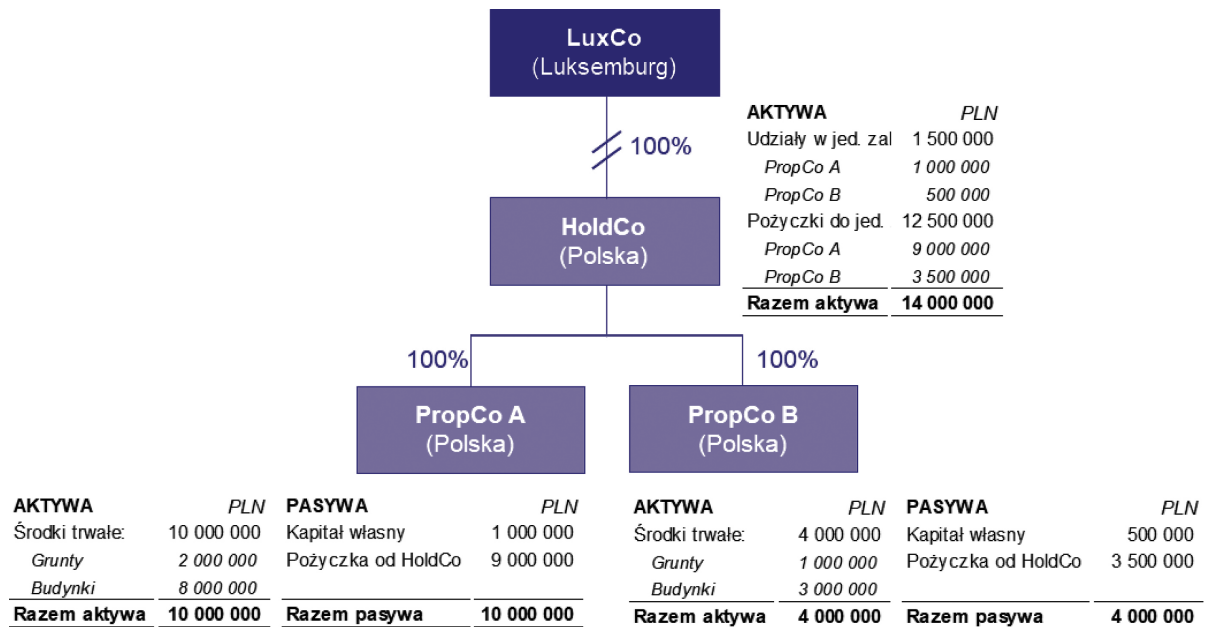 LuxCo
(Luksemburg)
100%
AKTYWA PLN
Udziały w jed. zal 1 500 000
PropCo A 1 000 000
PropCo B 500 000
Pożyczki do jed. 12 500 000
PropCo A 9 000 000
PropCo B 3 500 000
Razem aktywa 14 000 000
HoldCo
(Polska)
100% 100%
PropCo A
(Polska)
PropCo B
(Polska)
AKTYWA PLN PASYWA PLN
Środki trwałe: 10 000 000 Kapitał własny 1 000 000
Grunty 2 000 000 Pożyczka od HoldCo 9 000 000
Budynki 8 000 000
Razem aktywa 10 000 000 Razem pasywa 10 000 000
AKTYWA PLN PASYWA PLN
Środki trwałe: 4 000 000 Kapitał własny 500 000
Grunty 1 000 000 Pożyczka od HoldCo 3 500 000
Budynki 3 000 000
Razem aktywa 4 000 000 Razem pasywa 4 000 000